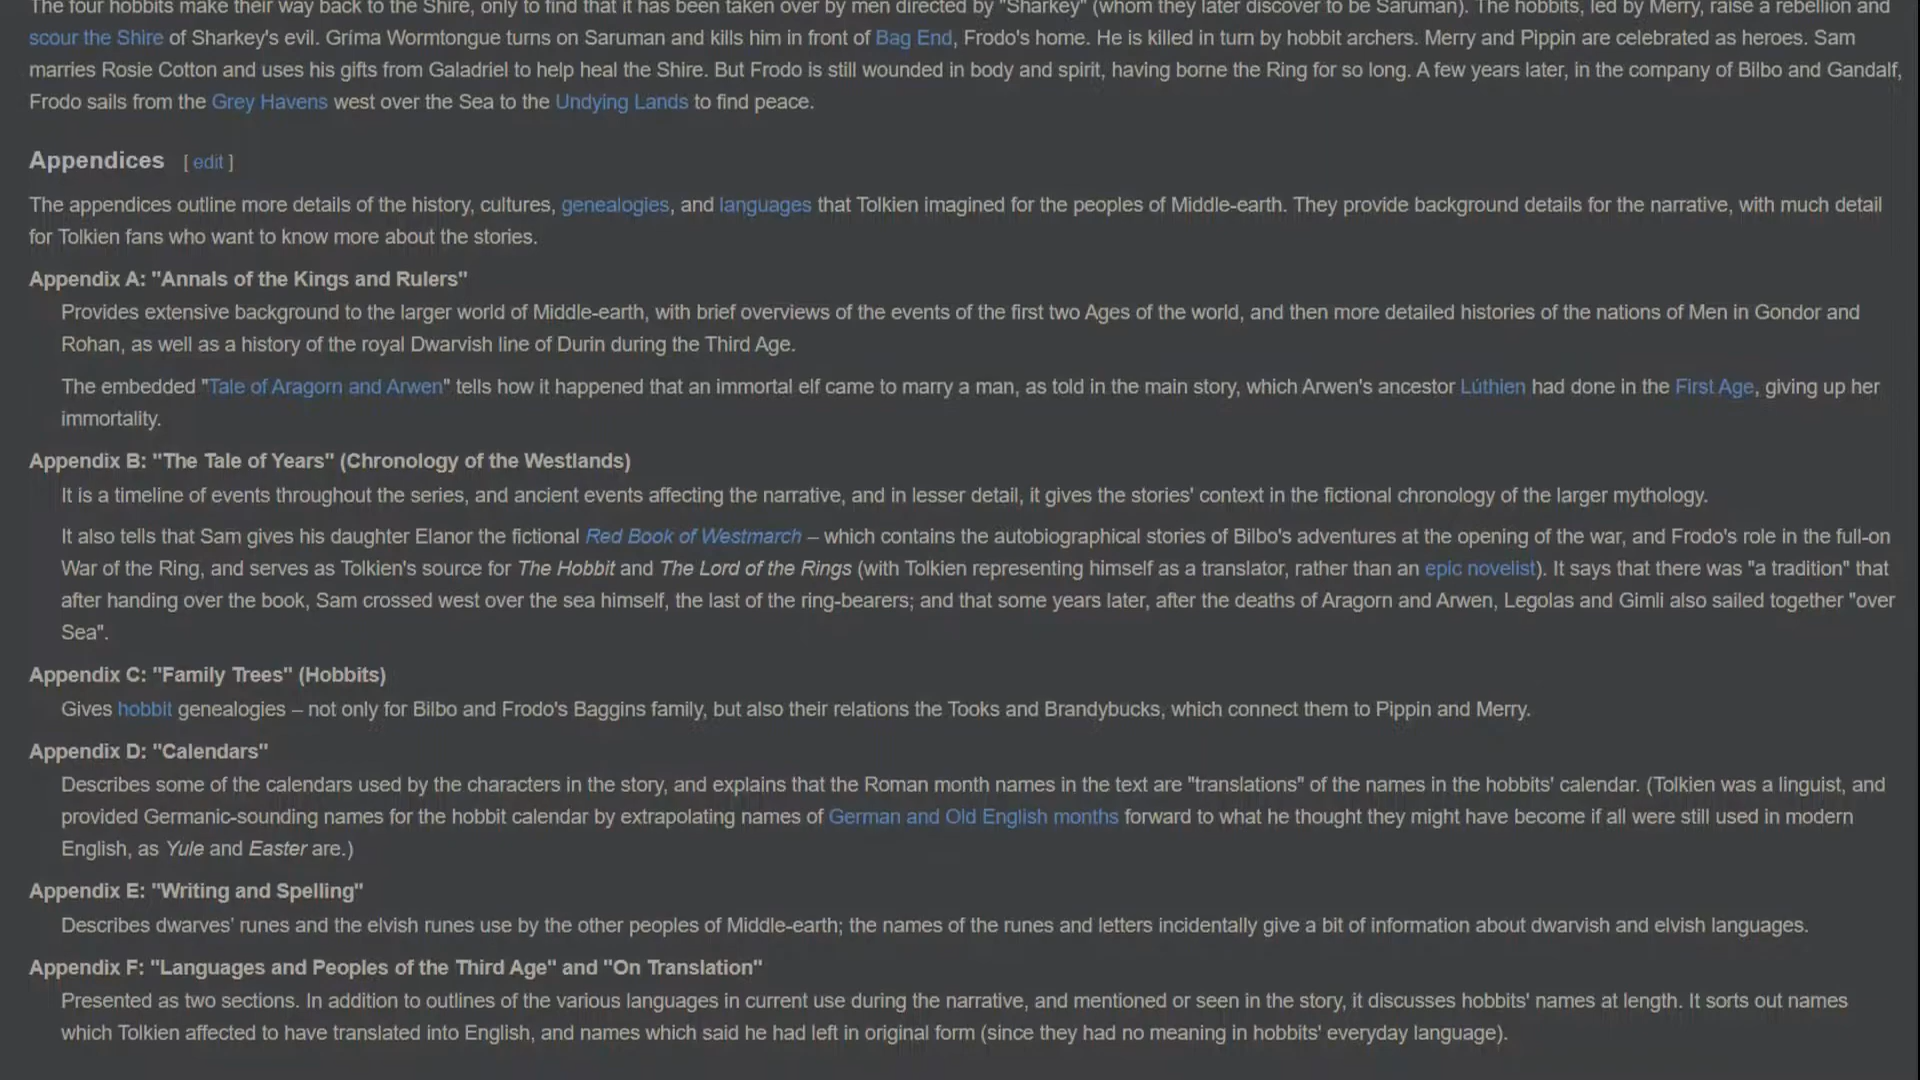 The four hobbits make their way back to the Shire, only to find that it has been taken over by men directed by "Sharkey" (whom they later discover to be Saruman). The hobbits, led by Merry, raise a rebellion and
scour the Shire of Sharkey's evil. Gríma Wormtongue turns on Saruman and kills him in front of Bag End, Frodo's home. He is killed in turn by hobbit archers. Merry and Pippin are celebrated as heroes. Sam
marries Rosie Cotton and uses his gifts from Galadriel to help heal the Shire. But Frodo is still wounded in body and spirit, having borne the Ring for so long. A few years later, in the company of Bilbo and Gandalf,
Frodo sails from the Grey Havens west over the Sea to the Undying Lands to find peace.
Appendices [ edit ]
The appendices outline more details of the history, cultures, genealogies, and languages that Tolkien imagined for the peoples of Middle-earth. They provide background details for the narrative, with much detail
for Tolkien fans who want to know more about the stories.
Appendix A: "Annals of the Kings and Rulers"
Provides extensive background to the larger world of Middle-earth, with brief overviews of the events of the first two Ages of the world, and then more detailed histories of the nations of Men in Gondor and
Rohan, as well as a history of the royal Dwarvish line of Durin during the Third Age.
The embedded "Tale of Aragorn and Arwen" tells how it happened that an immortal elf came to marry a man, as told in the main story, which Arwen's ancestor Lúthien had done in the First Age, giving up her
immortality.
Appendix B: "The Tale of Years" (Chronology of the Westlands)
It is a timeline of events throughout the series, and ancient events affecting the narrative, and in lesser detail, it gives the stories' context in the fictional chronology of the larger mythology.
It also tells that Sam gives his daughter Elanor the fictional Red Book of Westmarch – which contains the autobiographical stories of Bilbo's adventures at the opening of the war, and Frodo's role in the full-on
War of the Ring, and serves as Tolkien's source for The Hobbit and The Lord of the Rings (with Tolkien representing himself as a translator, rather than an epic novelist). It says that there was "a tradition" that
after handing over the book, Sam crossed west over the sea himself, the last of the ring-bearers; and that some years later, after the deaths of Aragorn and Arwen, Legolas and Gimli also sailed together "over
Sea".
Appendix C: "Family Trees" (Hobbits)
Gives hobbit genealogies – not only for Bilbo and Frodo's Baggins family, but also their relations the Tooks and Brandybucks, which connect them to Pippin and Merry.
Appendix D: "Calendars"
Describes some of the calendars used by the characters in the story, and explains that the Roman month names in the text are "translations" of the names in the hobbits' calendar. (Tolkien was a linguist, and
provided Germanic-sounding names for the hobbit calendar by extrapolating names of German and Old English months forward to what he thought they might have become if all were still used in modern
English, as Yule and Easter are.)
Appendix E: "Writing and Spelling"
Describes dwarves' runes and the elvish runes use by the other peoples of Middle-earth; the names of the runes and letters incidentally give a bit of information about dwarvish and elvish languages.
Appendix F: "Languages and Peoples of the Third Age" and "On Translation"
Presented as two sections. In addition to outlines of the various languages in current use during the narrative, and mentioned or seen in the story, it discusses hobbits' names at length. It sorts out names
which Tolkien affected to have translated into English, and names which said he had left in original form (since they had no meaning in hobbits' everyday language).